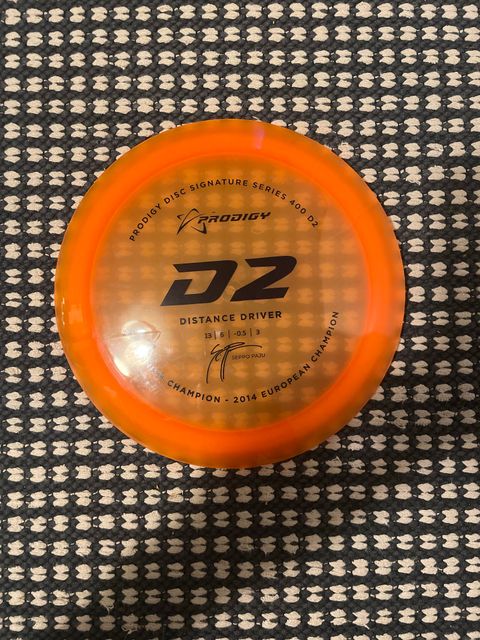 PRODIGY DISC SIGNATURE SERIES 400 D2
PRODIGY
D2
DISTANCE DRIVER
13 | 6 | -0.5 | 3
SEPPO PAJU
CHAMPION - 2014 EUROPEAN CHAMPION